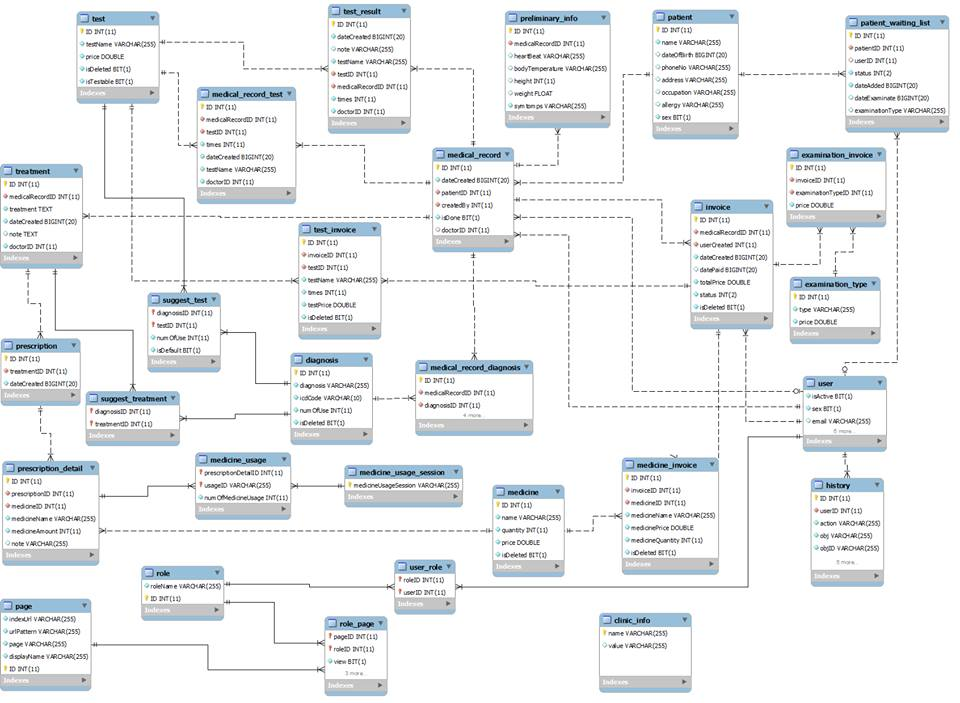 test
ID INT(11)
testName VARCHAR(255)
price DOUBLE
isDeleted BIT(1)
isTestable BIT(1)
Indexes
test_result
ID INT(11)
dateCreated BIGINT(20)
note VARCHAR(255)
testName VARCHAR(255)
testID INT(11)
medicalRecordID INT(11)
times INT(11)
doctorID INT(11)
Indexes
preliminary_info
ID INT(11)
medicalRecordID INT(11)
heartBeat VARCHAR(255)
bodyTemperature VARCHAR(255)
height INT(11)
weight FLOAT
symtomps VARCHAR(255)
Indexes
patient
ID INT(11)
name VARCHAR(255)
dateOfBirth BIGINT(20)
phoneNo VARCHAR(255)
address VARCHAR(255)
occupation VARCHAR(255)
allergy VARCHAR(255)
sex BIT(1)
Indexes
patient_waiting_list
ID INT(11)
patientID INT(11)
userID INT(11)
status INT(2)
dateAdded BIGINT(20)
dateExaminate BIGINT(20)
examinationType VARCHAR(255)
Indexes
medical_record_test
ID INT(11)
medicalRecordID INT(11)
testID INT(11)
times INT(11)
dateCreated BIGINT(20)
testName VARCHAR(255)
doctorID INT(11)
Indexes
medical_record
ID INT(11)
dateCreated BIGINT(20)
patientID INT(11)
createdBy INT(11)
isDone BIT(1)
doctorID INT(11)
Indexes
examination_invoice
ID INT(11)
invoiceID INT(11)
examinationTypeID INT(11)
price DOUBLE
Indexes
treatment
ID INT(11)
medicalRecordID INT(11)
treatment TEXT
dateCreated BIGINT(20)
note TEXT
doctorID INT(11)
Indexes
invoice
ID INT(11)
medicalRecordID INT(11)
userCreated INT(11)
dateCreated BIGINT(20)
datePaid BIGINT(20)
totalPrice DOUBLE
status INT(2)
isDeleted BIT(1)
Indexes
test_invoice
ID INT(11)
invoiceID INT(11)
testID INT(11)
testName VARCHAR(255)
times INT(11)
testPrice DOUBLE
isDeleted BIT(1)
Indexes
examination_type
ID INT(11)
type VARCHAR(255)
price DOUBLE
Indexes
suggest_test
diagnosisID INT(11)
testID INT(11)
numOfUse INT(11)
isDefault BIT(1)
Indexes
prescription
ID INT(11)
treatmentID INT(11)
dateCreated BIGINT(20)
Indexes
diagnosis
ID INT(11)
diagnosis VARCHAR(255)
icdCode VARCHAR(10)
numOfUse INT(11)
isDeleted BIT(1)
Indexes
medical_record_diagnosis
ID INT(11)
medicalRecordID INT(11)
diagnosisID INT(11)
4 more...
Indexes
user
isActive BIT(1)
sex BIT(1)
email VARCHAR(255)
6 more...
Indexes
suggest_treatment
diagnosisID INT(11)
treatmentID INT(11)
Indexes
prescription_detail
ID INT(11)
prescriptionID INT(11)
medicineID INT(11)
medicineName VARCHAR(255)
medicineAmount INT(11)
note VARCHAR(255)
Indexes
medicine_usage
prescriptionDetailID INT(11)
usageID VARCHAR(255)
numOfMedicineUsage INT(11)
Indexes
medicine_usage_session
medicineUsageSession VARCHAR(255)
Indexes
medicine
ID INT(11)
name VARCHAR(255)
quantity INT(11)
price DOUBLE
isDeleted BIT(1)
Indexes
medicine_invoice
ID INT(11)
invoiceID INT(11)
medicineID INT(11)
medicineName VARCHAR(255)
medicinePrice DOUBLE
medicineQuantity INT(11)
isDeleted BIT(1)
Indexes
history
ID INT(11)
userID INT(11)
action VARCHAR(255)
obj VARCHAR(255)
objID VARCHAR(255)
Indexes
role
roleName VARCHAR(255)
ID INT(11)
Indexes
user_role
roleID INT(11)
userID INT(11)
Indexes
page
indexUrl VARCHAR(255)
urlPattern VARCHAR(255)
page VARCHAR(255)
displayName VARCHAR(255)
ID INT(11)
Indexes
role_page
pageID INT(11)
roleID INT(11)
view BIT(1)
3 more...
Indexes
clinic_info
name VARCHAR(255)
value VARCHAR(255)
Indexes